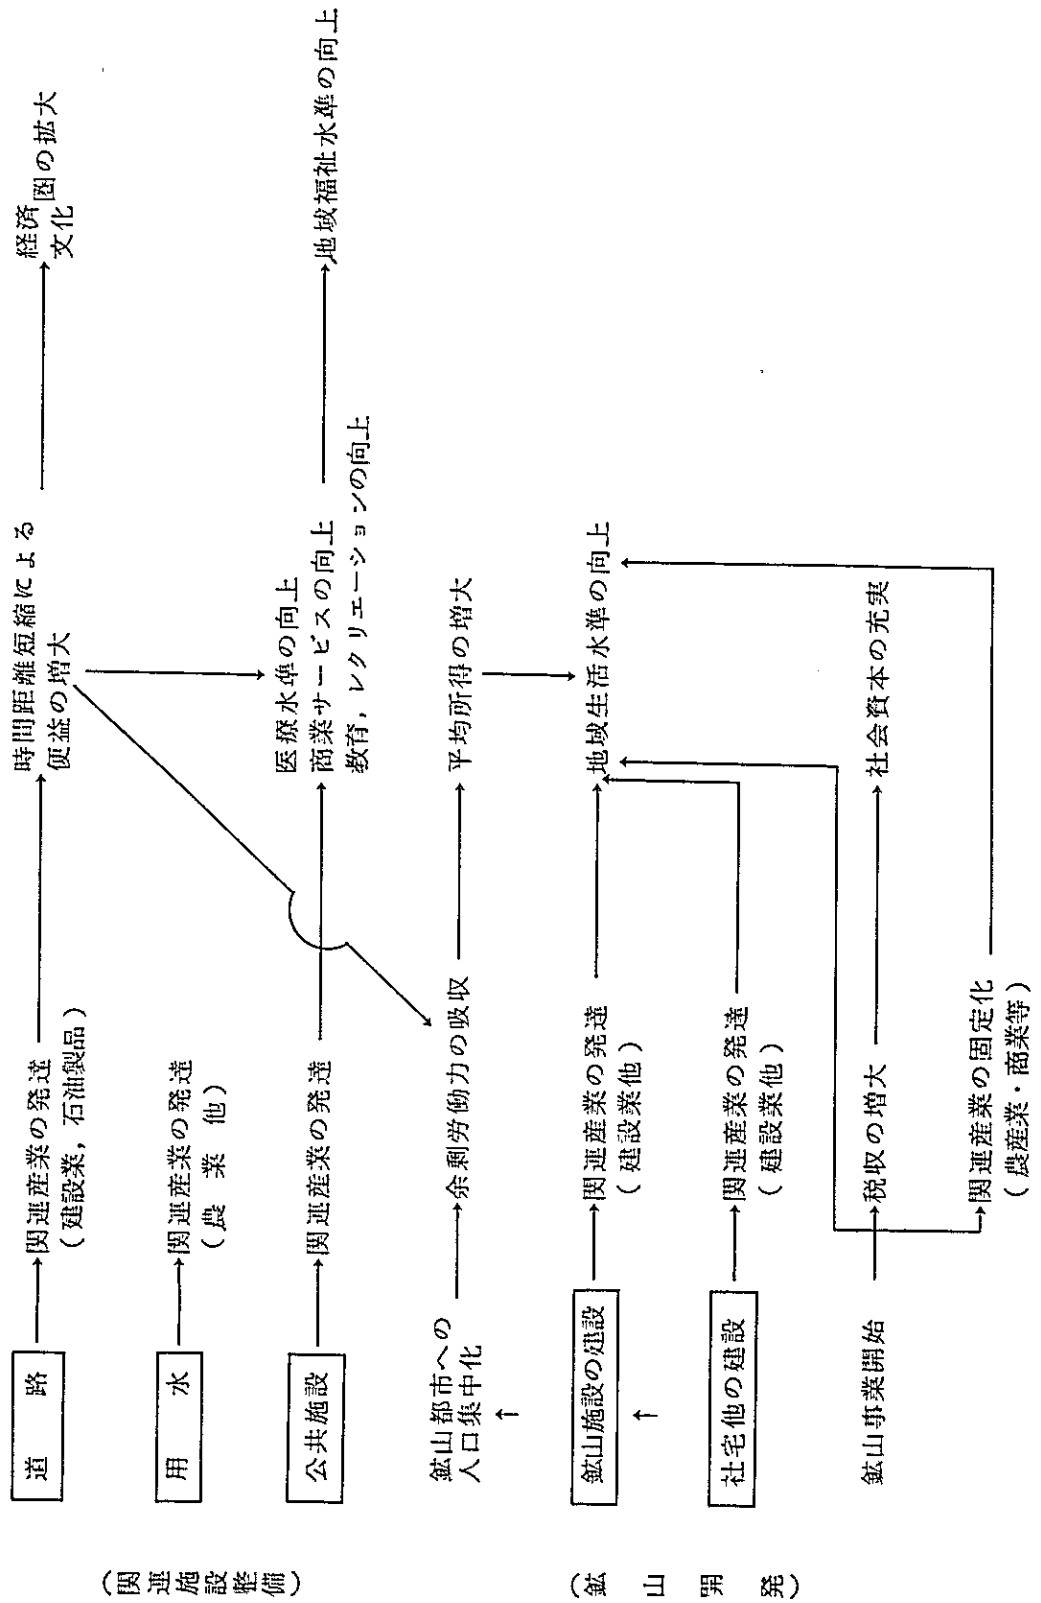 (関連施設整備)
道路
関連産業の発達
(建設業，石油製品)
時間距離短縮による
便益の増大
経済
文化
圏の拡大
用水
関連産業の発達
(農業他)
公共施設
関連産業の発達
医療水準の向上
商業サービスの向上
教育，レクリエーションの向上
地域福祉水準の向上
鉱山都市への
人口集中化
余剰労働力の吸収
平均所得の増大
(鉱山開発)
鉱山施設の建設
関連産業の発達
(建設業他)
地域生活水準の向上
社宅他の建設
関連産業の発達
(建設業他)
鉱山事業開始
税収の増大
社会資本の充実
関連産業の固定化
(農産業・商業等)